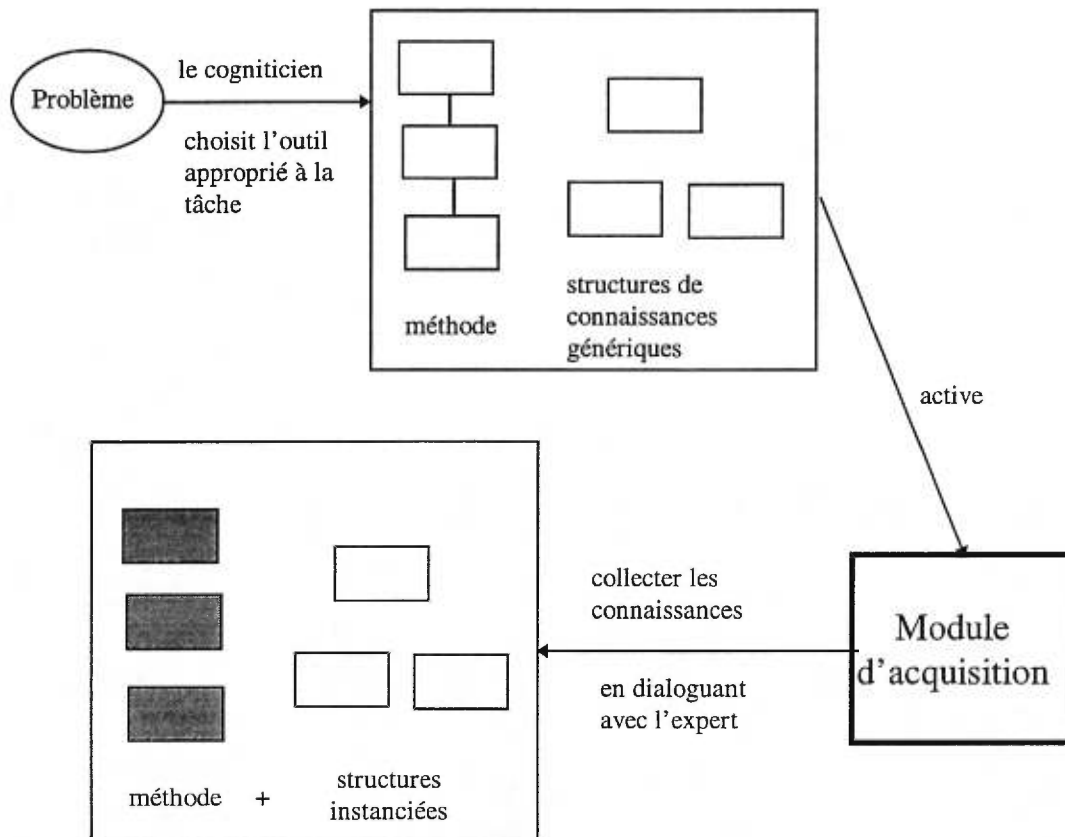 Problème
le cogniticien
choisit l'outil
approprié à la
tâche
méthode
structures de
connaissances
génériques
active
Module
d'acquisition
collecter les
connaissances
en dialoguant
avec l'expert
méthode + structures
instanciées